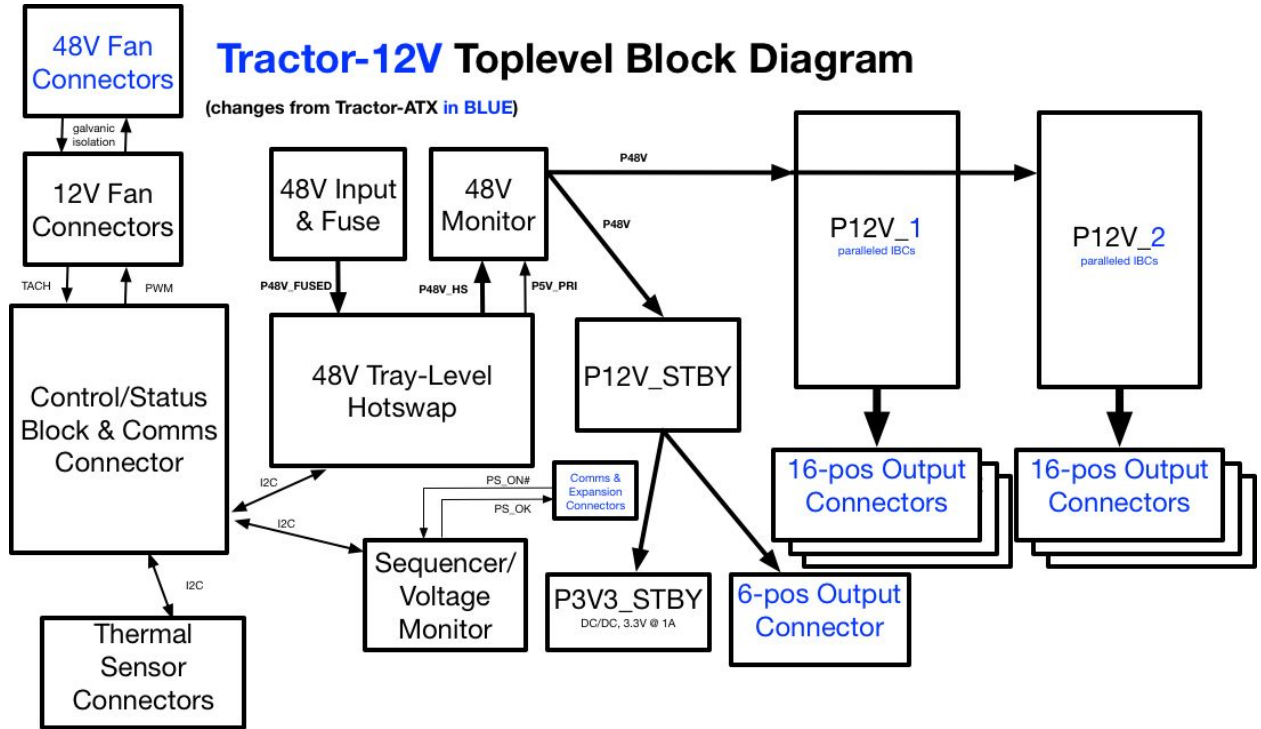 48V Fan
Connectors
Tractor-12V Toplevel Block Diagram
(changes from Tractor-ATX in BLUE)
galvanic
isolation
12V Fan
Connectors
TACH
PWM
48V Input
& Fuse
48V
Monitor
P48V
P48V
P48V_FUSED
P48V_HS
P5V_PRI
P12V_1
paralleled IBCs
P12V_2
paralleled IBCs
Control/Status
Block & Comms
Connector
48V Tray-Level
Hotswap
P12V_STBY
I2C
I2C
I2C
PS_ON#
PS_OK
Comms &
Expansion
Connectors
16-pos Output
Connectors
16-pos Output
Connectors
Sequencer/
Voltage
Monitor
P3V3_STBY
DC/DC, 3.3V @ 1A
6-pos Output
Connector
Thermal
Sensor
Connectors